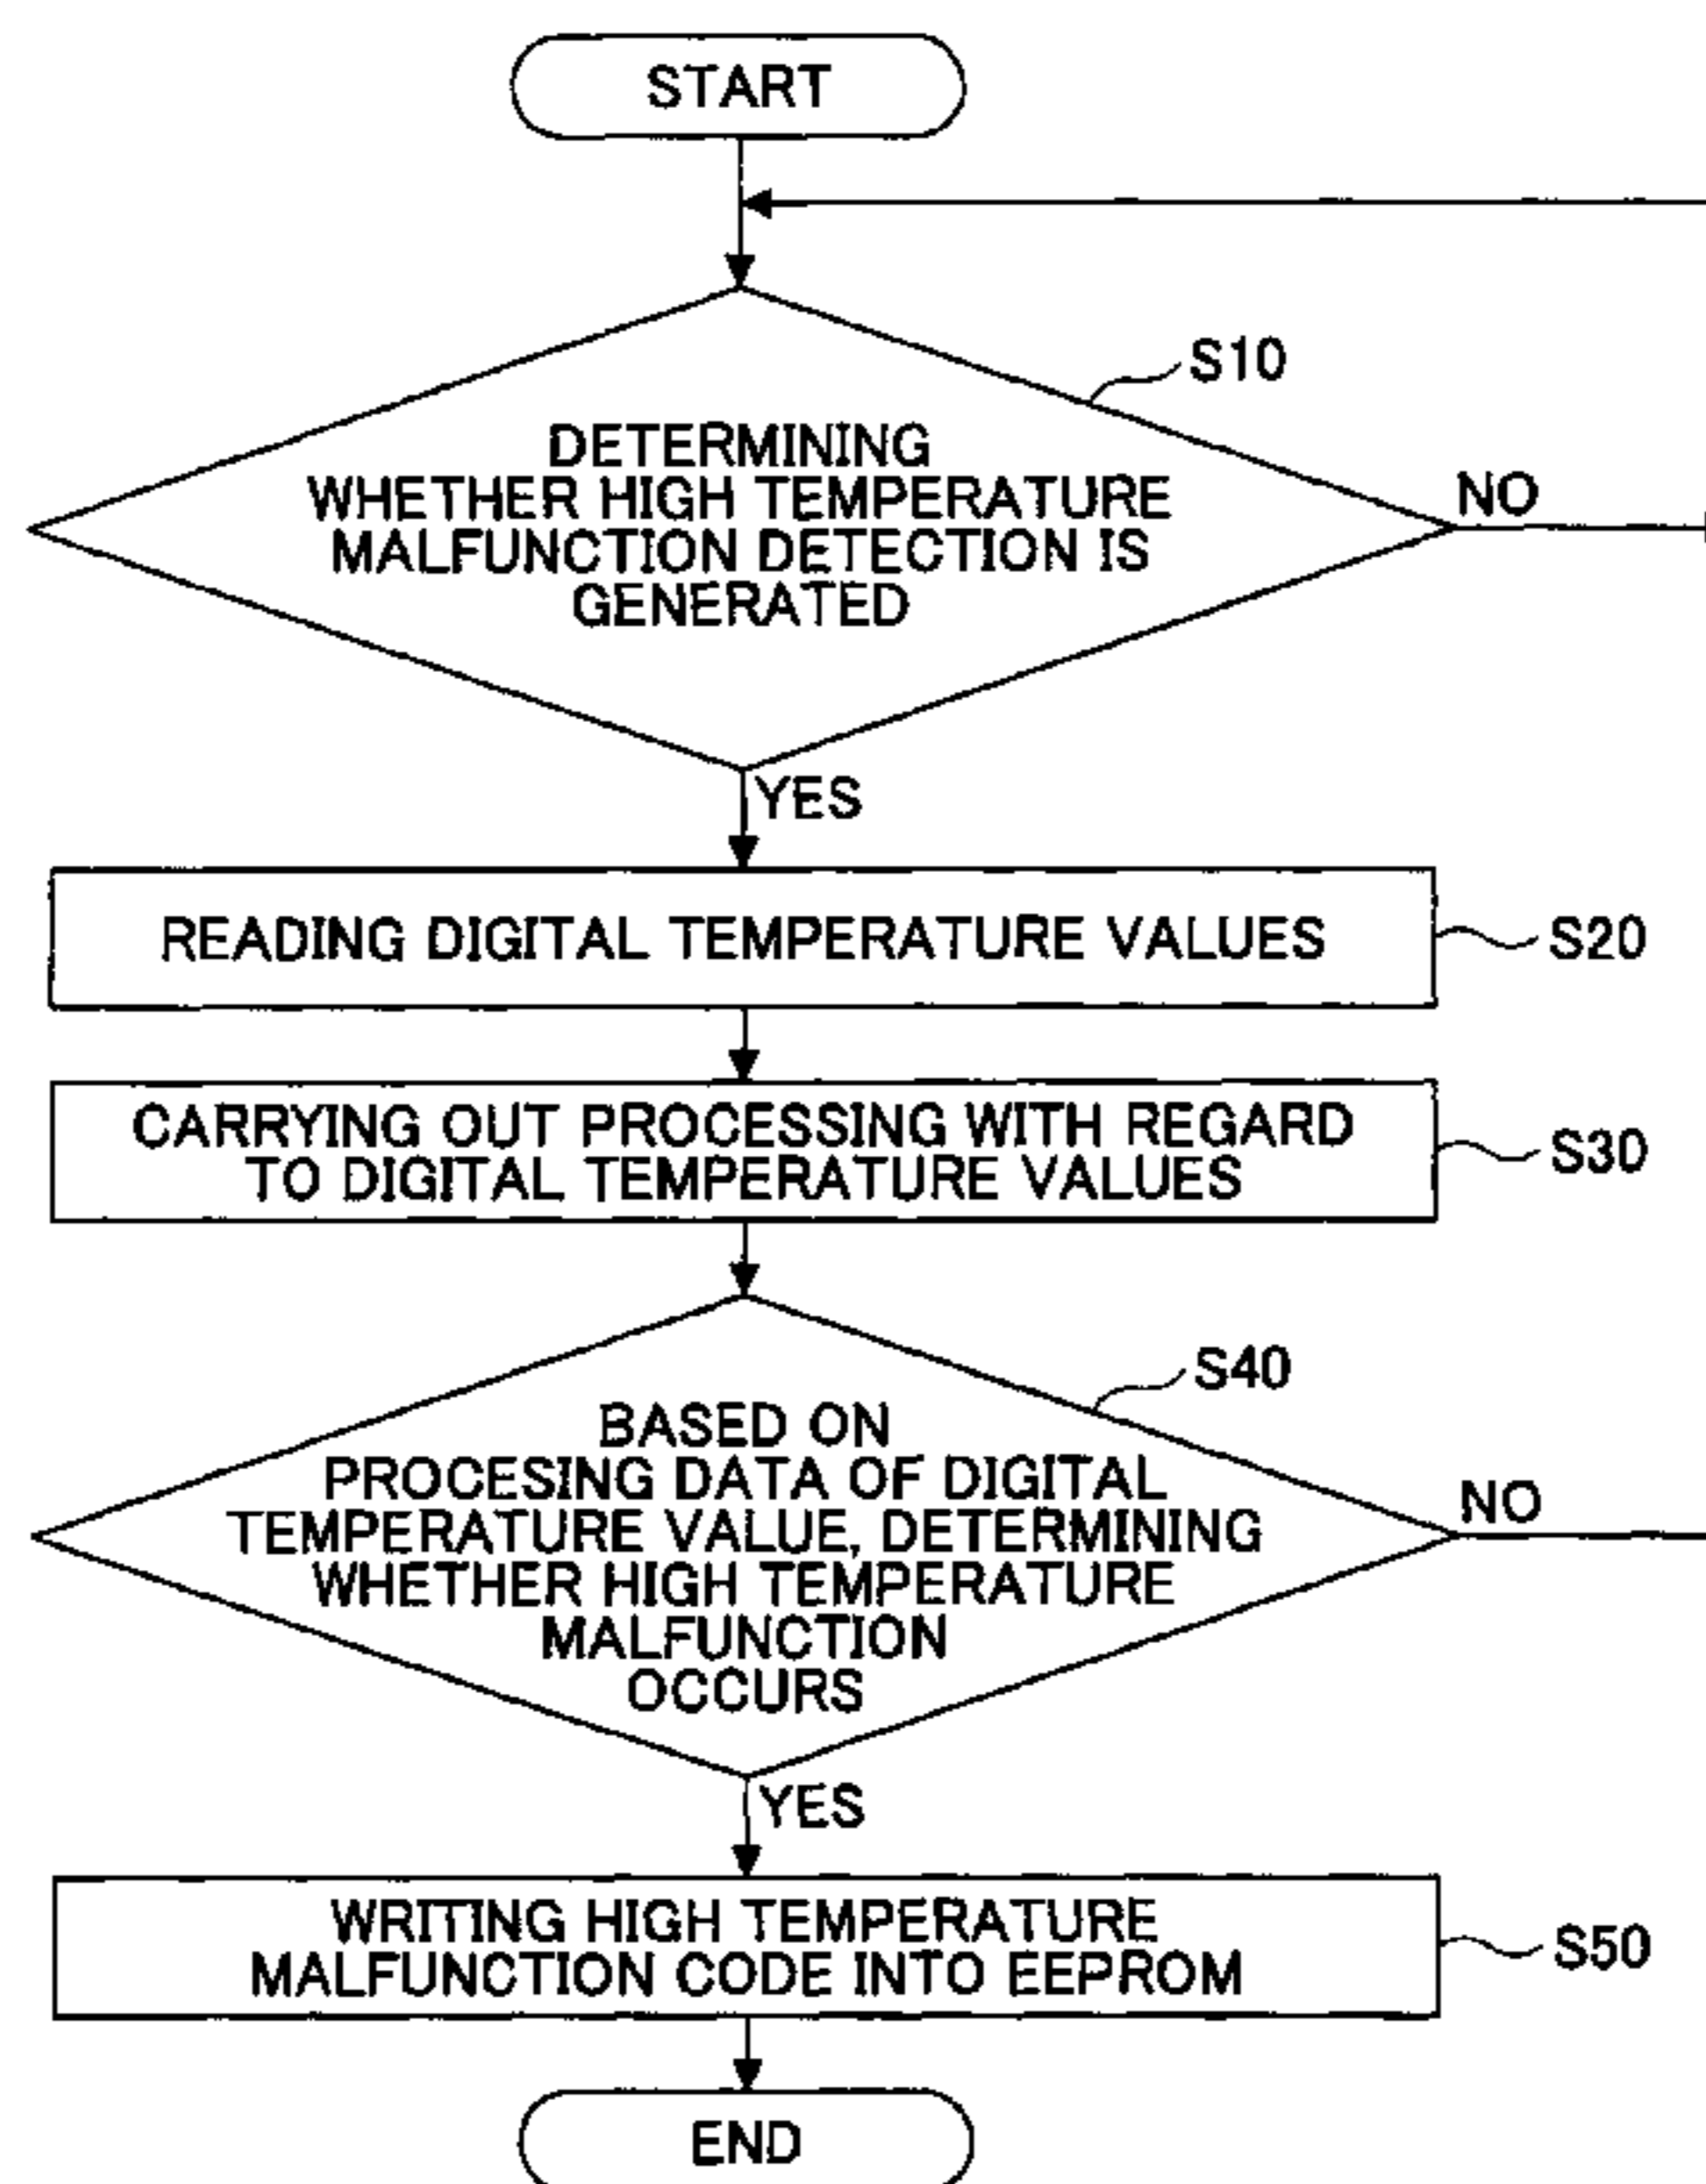 START
S10
DETERMINING
WHETHER HIGH TEMPERATURE
MALFUNCTION DETECTION IS
GENERATED
NO
YES
READING DIGITAL TEMPERATURE VALUES
S20
CARRYING OUT PROCESSING WITH REGARD
TO DIGITAL TEMPERATURE VALUES
S30
S40
BASED ON
PROCESING DATA OF DIGITAL
TEMPERATURE VALUE, DETERMINING
WHETHER HIGH TEMPERATURE
MALFUNCTION
OCCURS
NO
YES
WRITING HIGH TEMPERATURE
MALFUNCTION CODE INTO EEPROM
S50
END